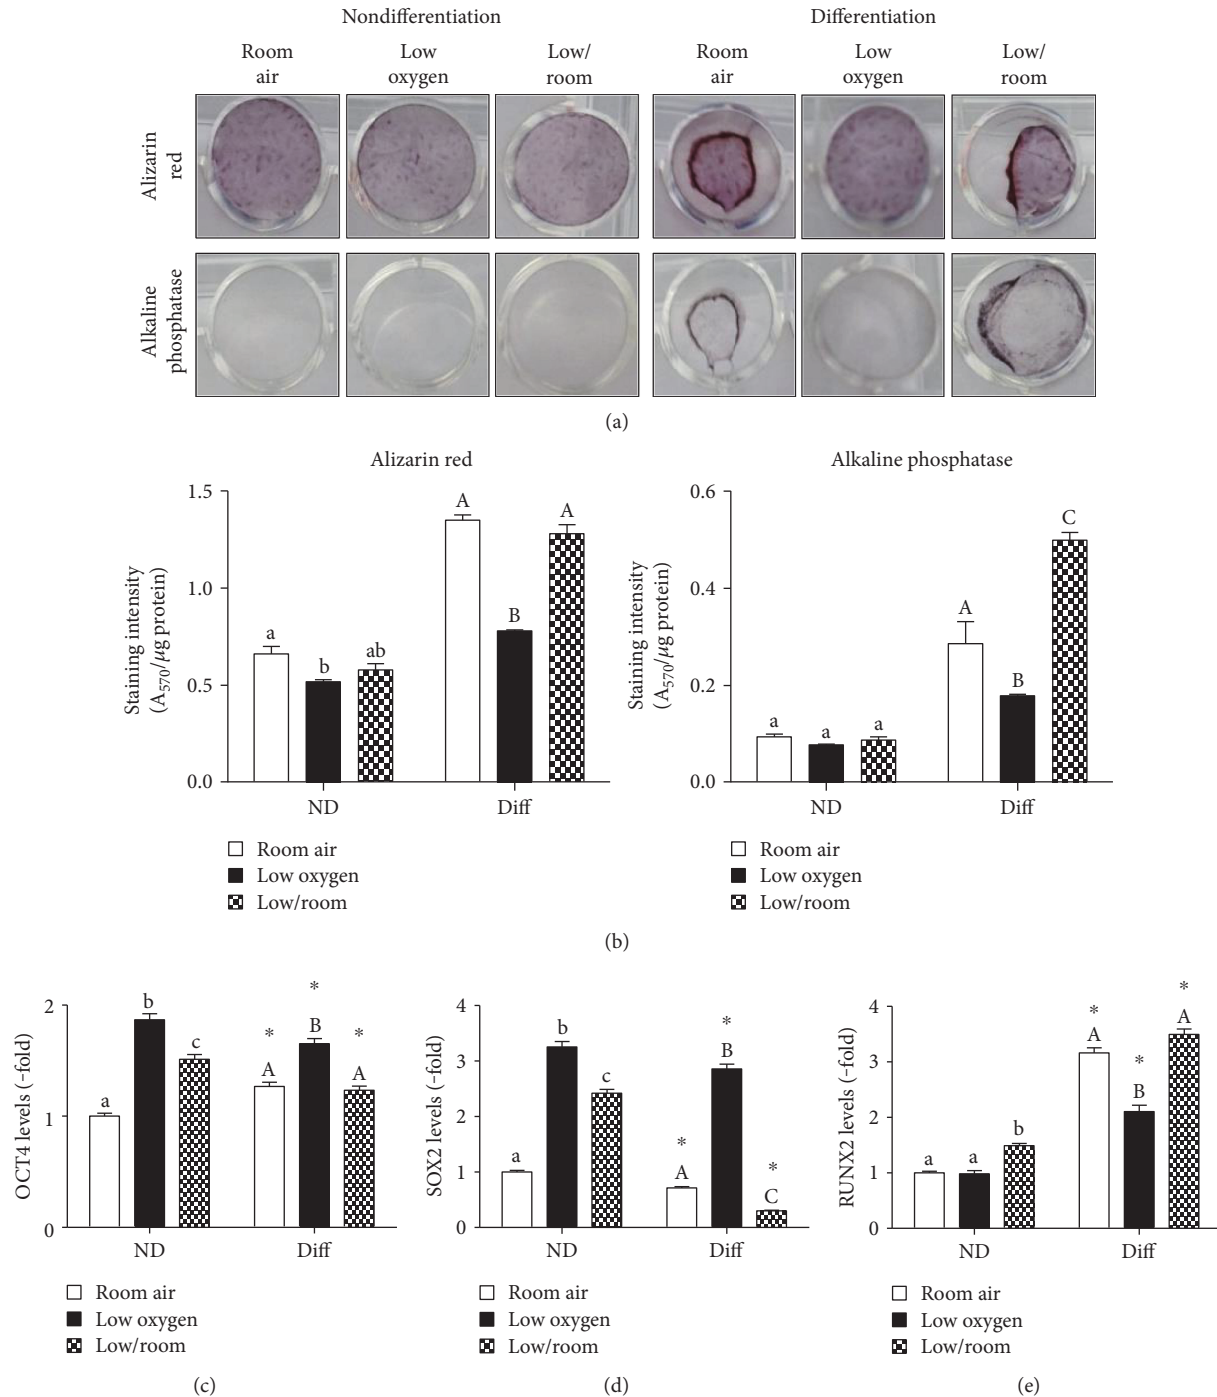 Nondifferentiation
Differentiation
Room air
Low oxygen
Low/ room
Room air
Low oxygen
Low/ room
Alizarin red
Alkaline phosphatase
(a)
Alizarin red
Staining intensity
(A570/μg protein)
1.5
1.0
0.5
0.0
a
b
ab
A
B
A
ND
Diff
Room air
Low oxygen
Low/room
Alkaline phosphatase
Staining intensity
(A570/μg protein)
0.6
0.4
0.2
0.0
a
a
a
A
B
C
ND
Diff
Room air
Low oxygen
Low/room
(b)
OCT4 levels (-fold)
2
1
0
a
b
c
* A
* B
* A
ND
Diff
Room air
Low oxygen
Low/room
(c)
SOX2 levels (-fold)
4
3
2
1
0
a
b
c
* A
* B
* C
ND
Diff
Room air
Low oxygen
Low/room
(d)
RUNX2 levels (-fold)
4
3
2
1
0
a
a
b
* A
* B
* A
ND
Diff
Room air
Low oxygen
Low/room
(e)